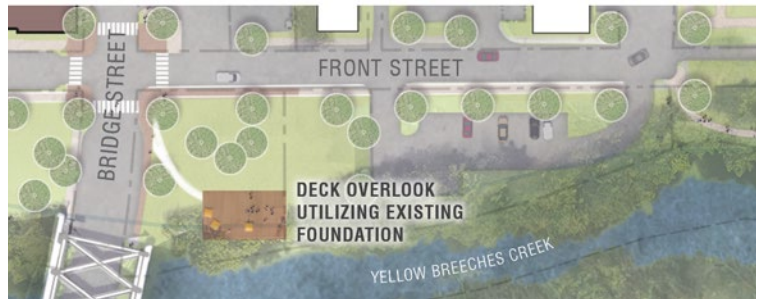 FRONT STREET
BRIDGE STREET
DECK OVERLOOK
UTILIZING EXISTING
FOUNDATION
YELLOW BREECHES CREEK